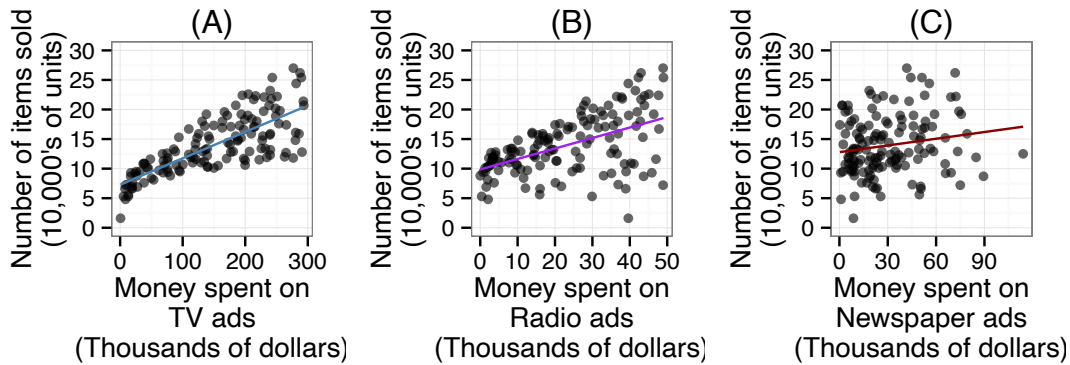 (A)
Number of items sold
(10,000's of units)
30
25
20
15
10
5
0
0 100 200 300
Money spent on
TV ads
(Thousands of dollars)
(B)
Number of items sold
(10,000's of units)
30
25
20
15
10
5
0
0 10 20 30 40 50
Money spent on
Radio ads
(Thousands of dollars)
(C)
Number of items sold
(10,000's of units)
30
25
20
15
10
5
0
0 30 60 90
Money spent on
Newspaper ads
(Thousands of dollars)